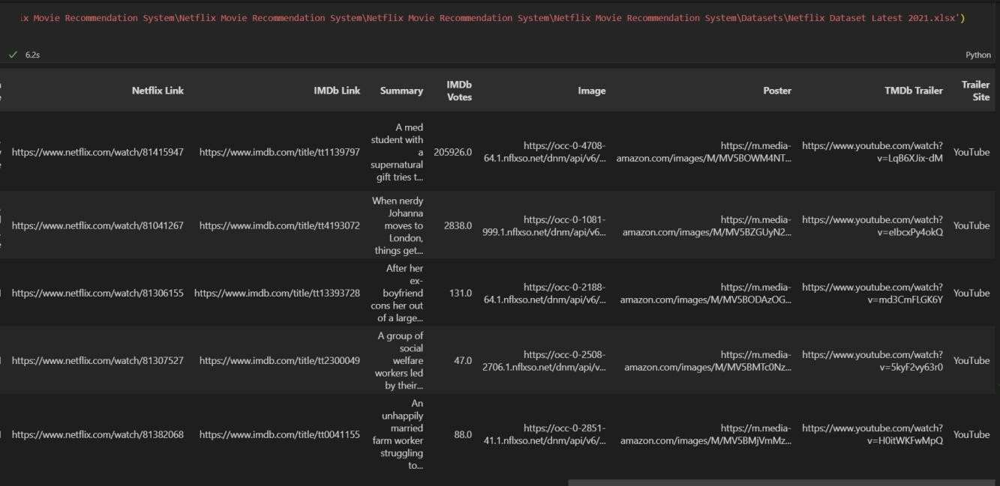 ix Movie Recommendation System\Netflix Movie Recommendation System\Netflix Movie Recommendation System\Netflix Movie Recommendation System\Datasets\Netflix Dataset Latest 2021.xlsx')
✓ 6.2s
Python
Netflix Link IMDb Link Summary IMDb Votes Image Poster TMDb Trailer Trailer Site
https://www.netflix.com/watch/81415947 https://www.imdb.com/title/tt1139797 A med student with a supernatural gift tries t... 205926.0 https://occ-0-4708-64.1.nflxso.net/dnm/api/v6/... https://m.media-amazon.com/images/M/MV5BOWM4NT... https://www.youtube.com/watch?v=LqB6XJix-dM YouTube
https://www.netflix.com/watch/81041267 https://www.imdb.com/title/tt4193072 When nerdy Johanna moves to London, things get... 2838.0 https://occ-0-1081-999.1.nflxso.net/dnm/api/v6... https://m.media-amazon.com/images/M/MV5BZGUyN2... https://www.youtube.com/watch?v=eIbcxPy4okQ YouTube
https://www.netflix.com/watch/81306155 https://www.imdb.com/title/tt13393728 After her ex-boyfriend cons her out of a large... 131.0 https://occ-0-2188-64.1.nflxso.net/dnm/api/v6/... https://m.media-amazon.com/images/M/MV5BODAzOG... https://www.youtube.com/watch?v=md3CmFLGK6Y YouTube
https://www.netflix.com/watch/81307527 https://www.imdb.com/title/tt2300049 A group of social welfare workers led by their... 47.0 https://occ-0-2508-2706.1.nflxso.net/dnm/api/v... https://m.media-amazon.com/images/M/MV5BMTc0Nz... https://www.youtube.com/watch?v=5kyF2vy63r0 YouTube
https://www.netflix.com/watch/81382068 https://www.imdb.com/title/tt0041155 An unhappily married farm worker struggling to... 88.0 https://occ-0-2851-41.1.nflxso.net/dnm/api/v6/... https://m.media-amazon.com/images/M/MV5BMjVmMz... https://www.youtube.com/watch?v=H0itWKFwMpQ YouTube